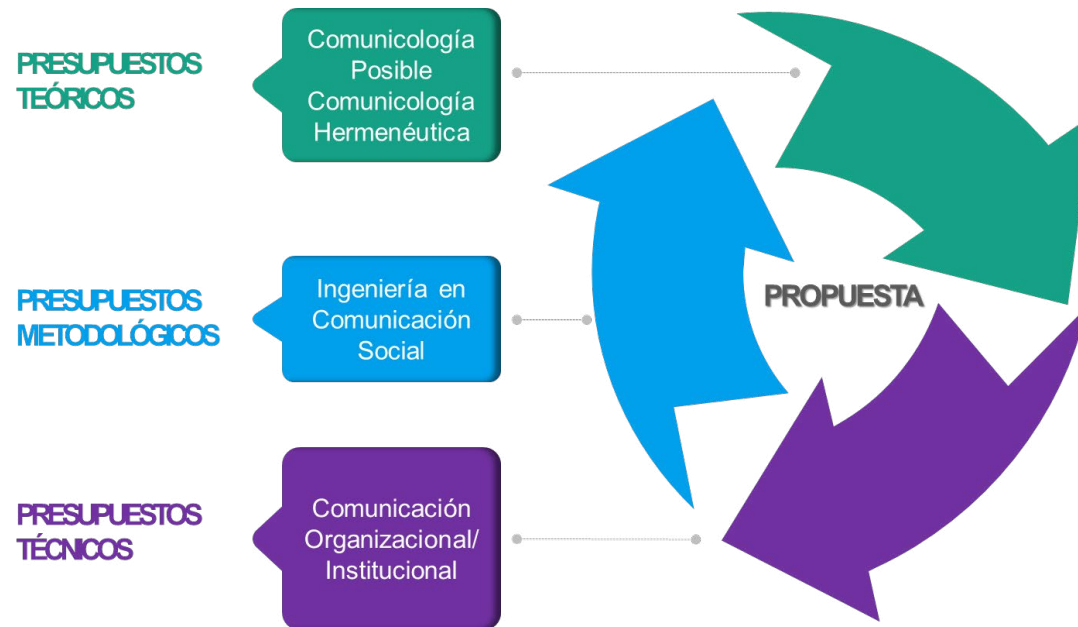 PRESUPUESTOS
TEÓRICOS
Comunicología
Posible
Comunicología
Hermenéutica
PRESUPUESTOS
METODOLÓGICOS
Ingeniería en
Comunicación
Social
PROPUESTA
PRESUPUESTOS
TÉCNICOS
Comunicación
Organizacional/
Institucional